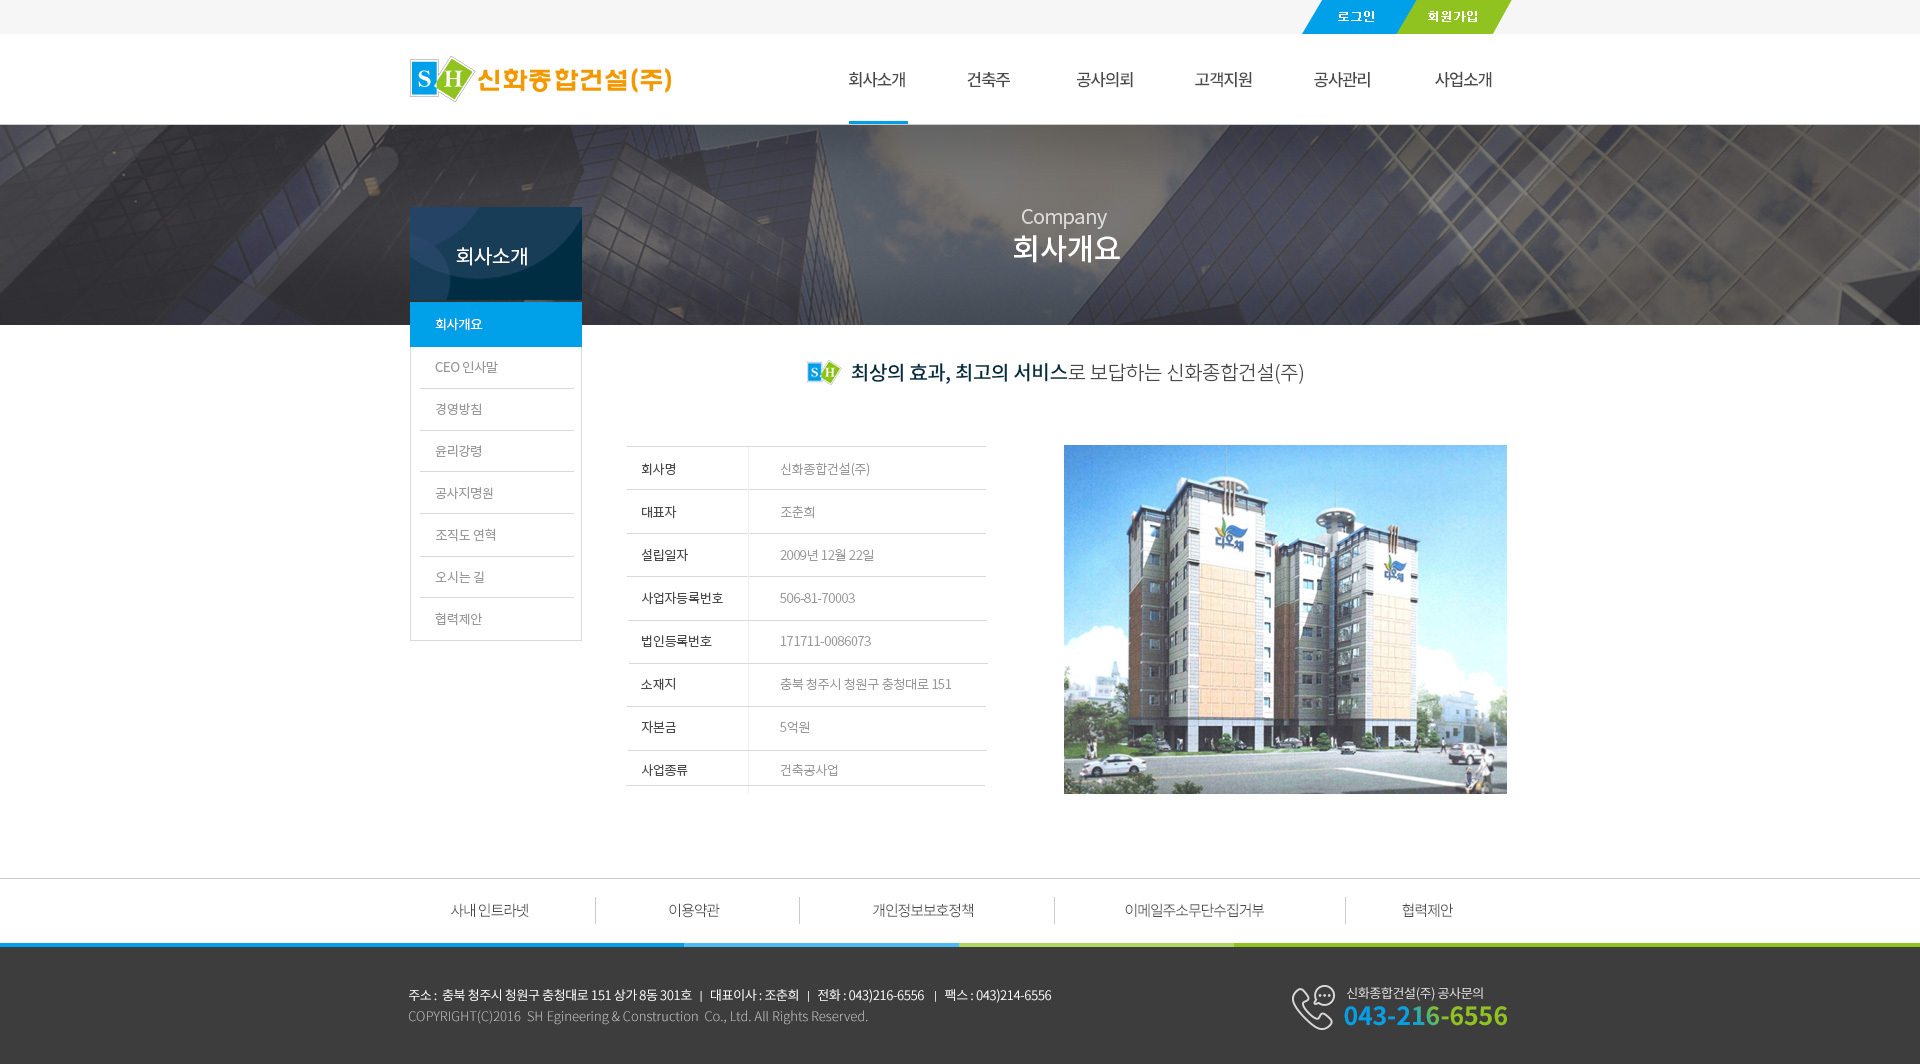 로그인 회원가입
SH 신화종합건설(주)
회사소개 건축주 공사의뢰 고객지원 공사관리 사업소개
Company
회사개요
회사소개
회사개요
CEO 인사말
경영방침
윤리강령
공사지명원
조직도 연혁
오시는 길
협력제안
SH 최상의 효과, 최고의 서비스로 보답하는 신화종합건설(주)
회사명 신화종합건설(주)
대표자 조춘희
설립일자 2009년 12월 22일
사업자등록번호 506-81-70003
법인등록번호 171711-0086073
소재지 충북 청주시 청원구 충청대로 151
자본금 5억원
사업종류 건축공사업
디오채
디오채
사내 인트라넷 이용약관 개인정보보호정책 이메일주소무단수집거부 협력제안
주소 : 충북 청주시 청원구 충청대로 151 상가 8동 301호 | 대표이사 : 조춘희 | 전화 : 043)216-6556 | 팩스 : 043)214-6556
COPYRIGHT(C)2016 SH Egineering & Construction Co., Ltd. All Rights Reserved.
신화종합건설(주) 공사문의
043-216-6556